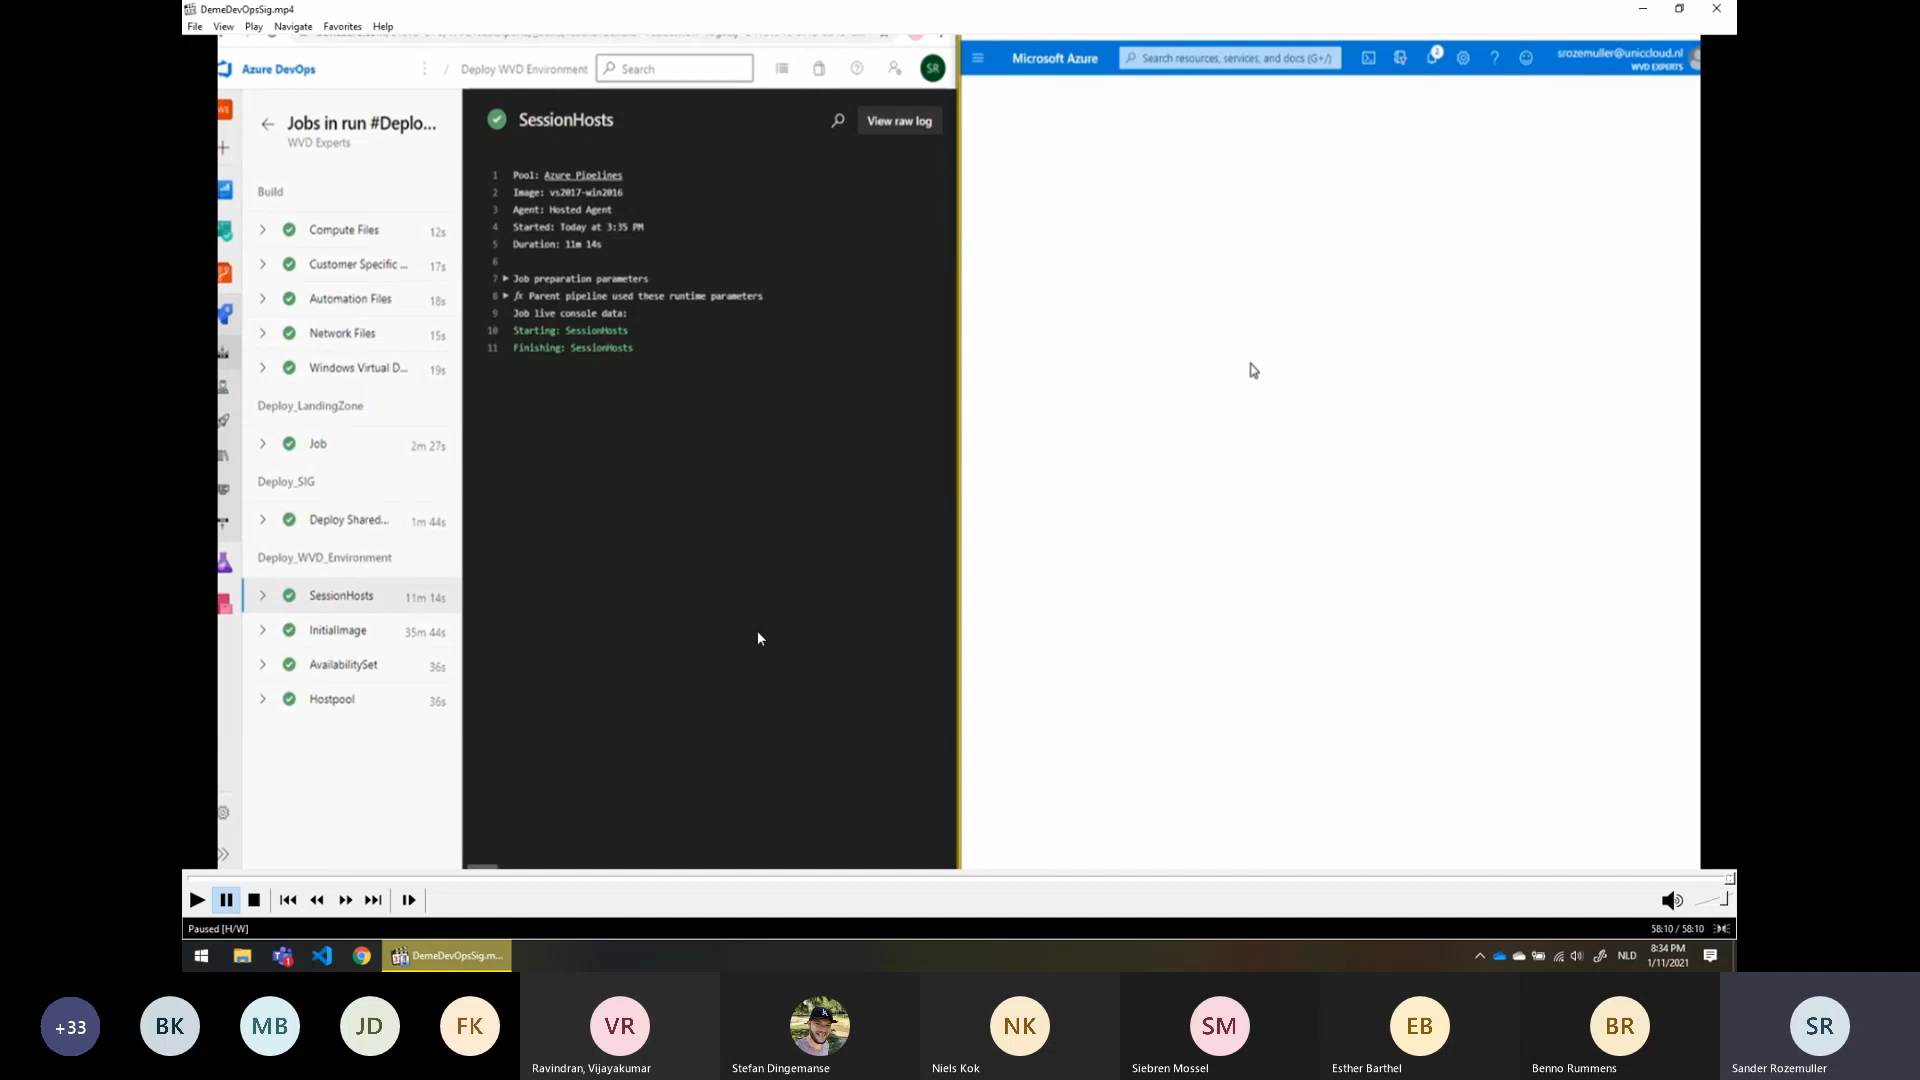 DemeDevOpsSig.mp4
File View Play Navigate Favorites Help
Azure DevOps
/ Deploy WVD Environment
Search
SR
Microsoft Azure
Search resources, services, and docs (G+/)
2
srozemuller@uniccloud.nl
WVD EXPERTS
Jobs in run #Deplo...
WVD Experts
Build
Compute Files 12s
Customer Specific ... 17s
Automation Files 18s
Network Files 15s
Windows Virtual D... 19s
Deploy_LandingZone
Job 2m 27s
Deploy_SIG
Deploy Shared... 1m 44s
Deploy_WVD_Environment
SessionHosts 11m 14s
InitialImage 35m 44s
AvailabilitySet 36s
Hostpool 36s
SessionHosts
View raw log
1 Pool: Azure Pipelines
2 Image: vs2017-win2016
3 Agent: Hosted Agent
4 Started: Today at 3:35 PM
5 Duration: 11m 14s
6
7 Job preparation parameters
8 fx Parent pipeline used these runtime parameters
9 Job live console data:
10 Starting: SessionHosts
11 Finishing: SessionHosts
Paused [H/W]
58:10 / 58:10
DemeDevOpsSig.m...
NLD
8:34 PM
1/11/2021
+33
BK
MB
JD
FK
VR
NK
SM
EB
BR
SR
Ravindran, Vijayakumar
Stefan Dingemanse
Niels Kok
Siebren Mossel
Esther Barthel
Benno Rummens
Sander Rozemuller